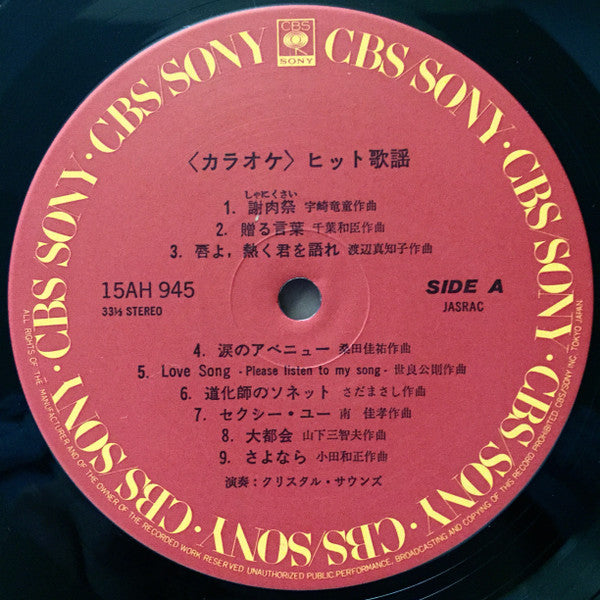 CBS
SONY
CBS/SONY · CBS/SONY · CBS/SONY · CBS/SONY · CBS/SONY · CBS/SONY · CBS/SONY · CBS/SONY
〈カラオケ〉ヒット歌謡
しゃにくさい
1. 謝肉祭 宇崎竜童作曲
2. 贈る言葉 千葉和臣作曲
3. 唇よ,熱く君を語れ 渡辺真知子作曲
15AH 945
33⅓ STEREO
SIDE A
JASRAC
4. 涙のアベニュー 桑田佳祐作曲
5. Love Song - Please listen to my song - 世良公則作曲
6. 道化師のソネット さだまさし作曲
7. セクシー・ユー 南 佳孝作曲
8. 大都会 山下三智夫作曲
9. さよなら 小田和正作曲
演奏:クリスタル・サウンズ
ALL RIGHTS OF THE MANUFACTURER AND OF THE OWNER OF THE RECORDED WORK RESERVED UNAUTHORIZED PUBLIC PERFORMANCE, BROADCASTING AND COPYING OF THIS RECORD PROHIBITED CBS/SONY INC. TOKYO JAPAN